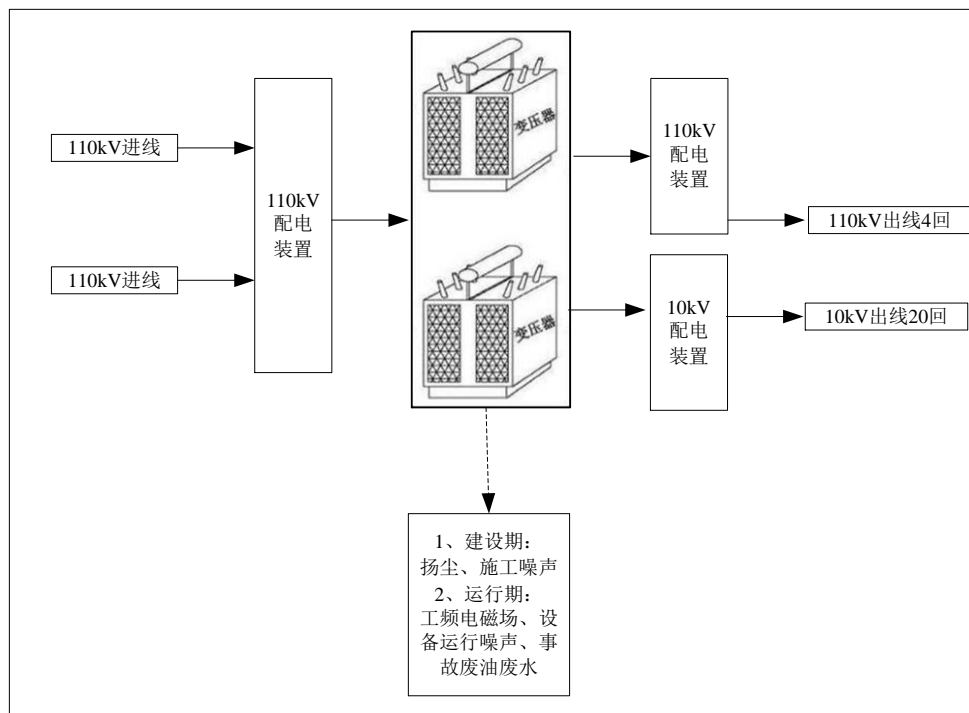 110kV进线
110kV进线
110kV
配电
装置
变压器
变压器
110kV
配电
装置
110kV出线4回
10kV
配电
装置
10kV出线20回
1、建设期：
扬尘、施工噪声
2、运行期：
工频电磁场、设
备运行噪声、事
故废油废水